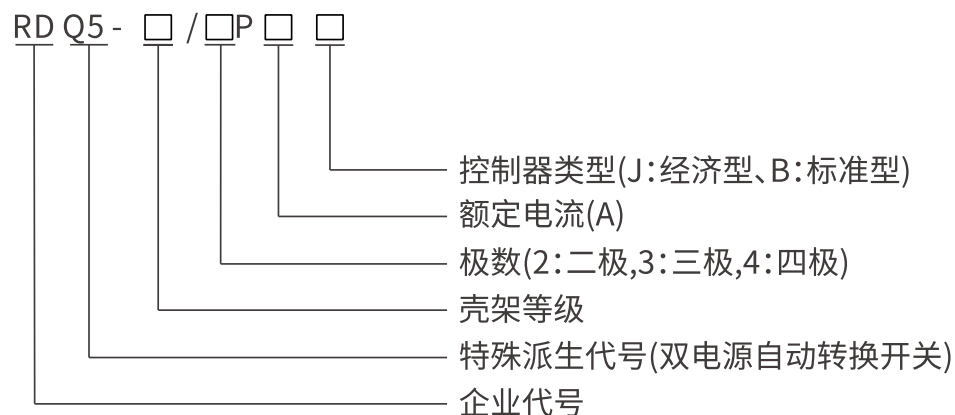 RD Q5-□/□P□ □
控制器类型(J:经济型、B:标准型)
额定电流(A)
极数(2:二极,3:三极,4:四极)
壳架等级
特殊派生代号(双电源自动转换开关)
企业代号